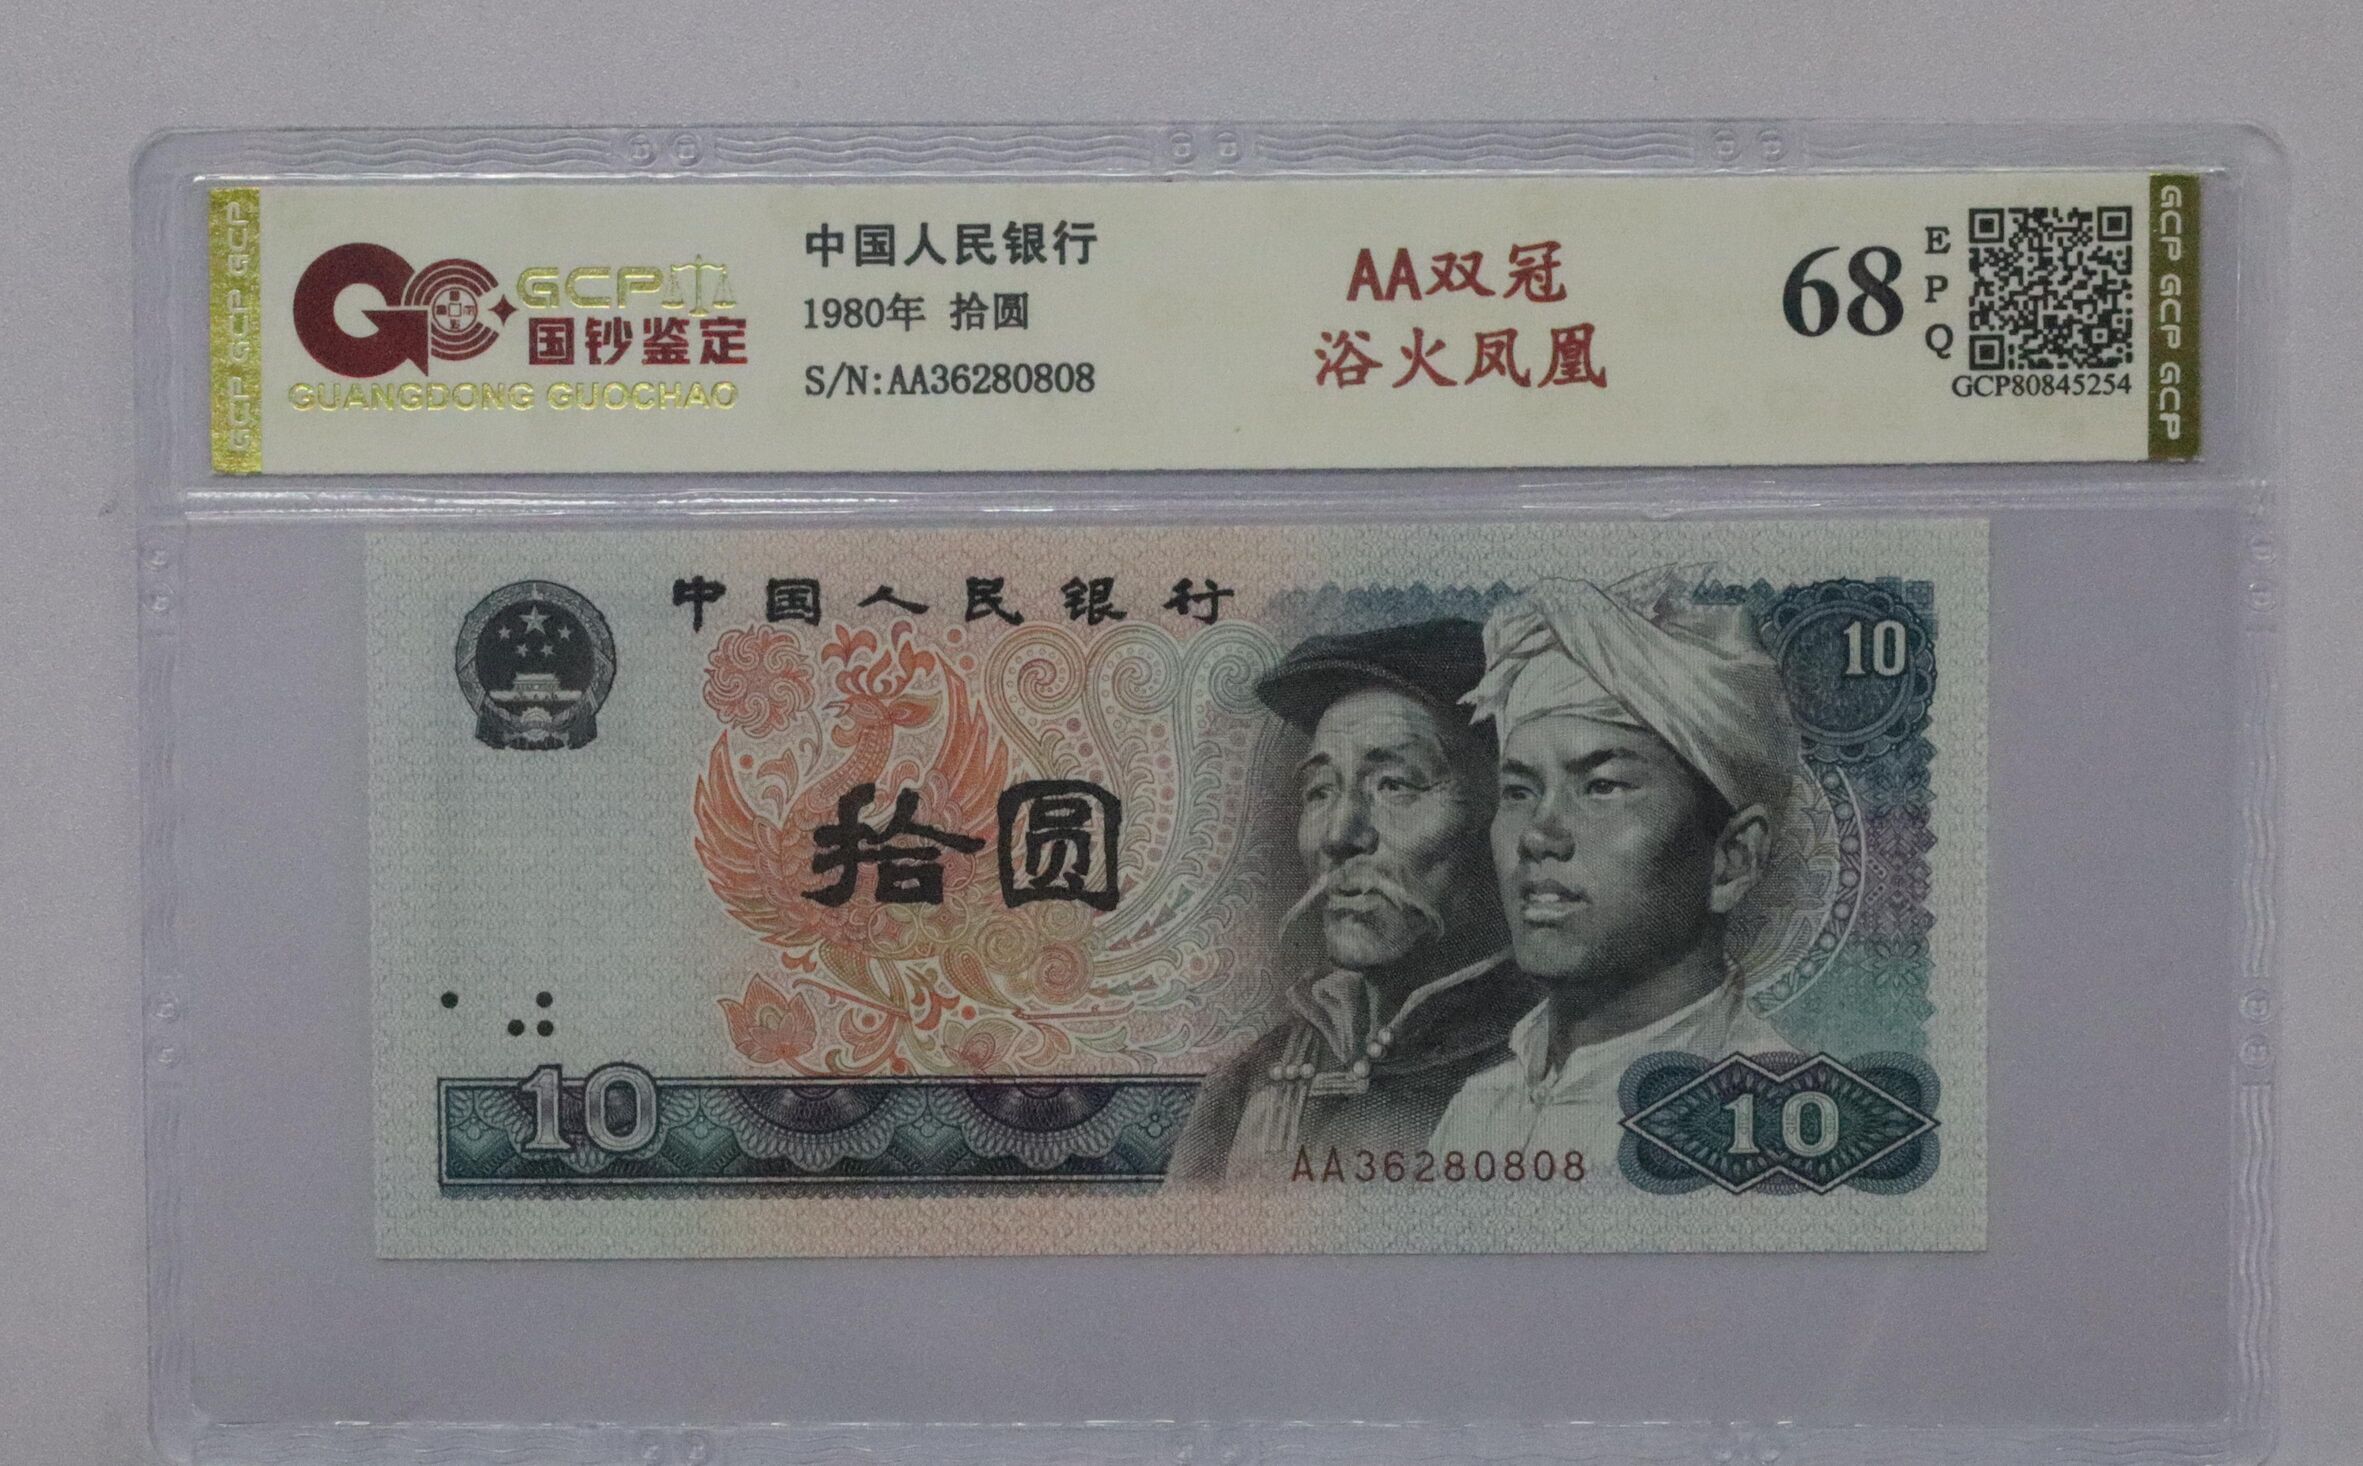 GCP
国钞鉴定
GUANGDONG GUOCHAO
中国人民银行
1980年 拾圆
S/N:AA36280808
AA双冠
浴火凤凰
68
EPQ
GCP80845254
GCP GCP GCP
GCP GCP GCP
中国人民银行
10
拾圆
10
10
AA36280808